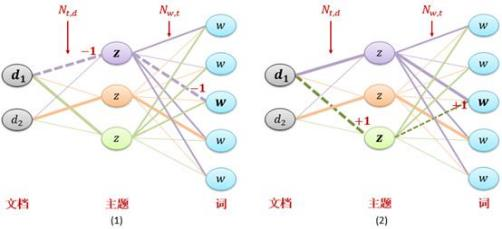 N_{t,d} N_{w,t} N_{t,d} N_{w,t}
w w
-1
d₁ z w d₁ z w
-1 +1
z w z w
d₂ +1 d₂
z w z w
w w
文档 主题 词 文档 主题 词
(1) (2)